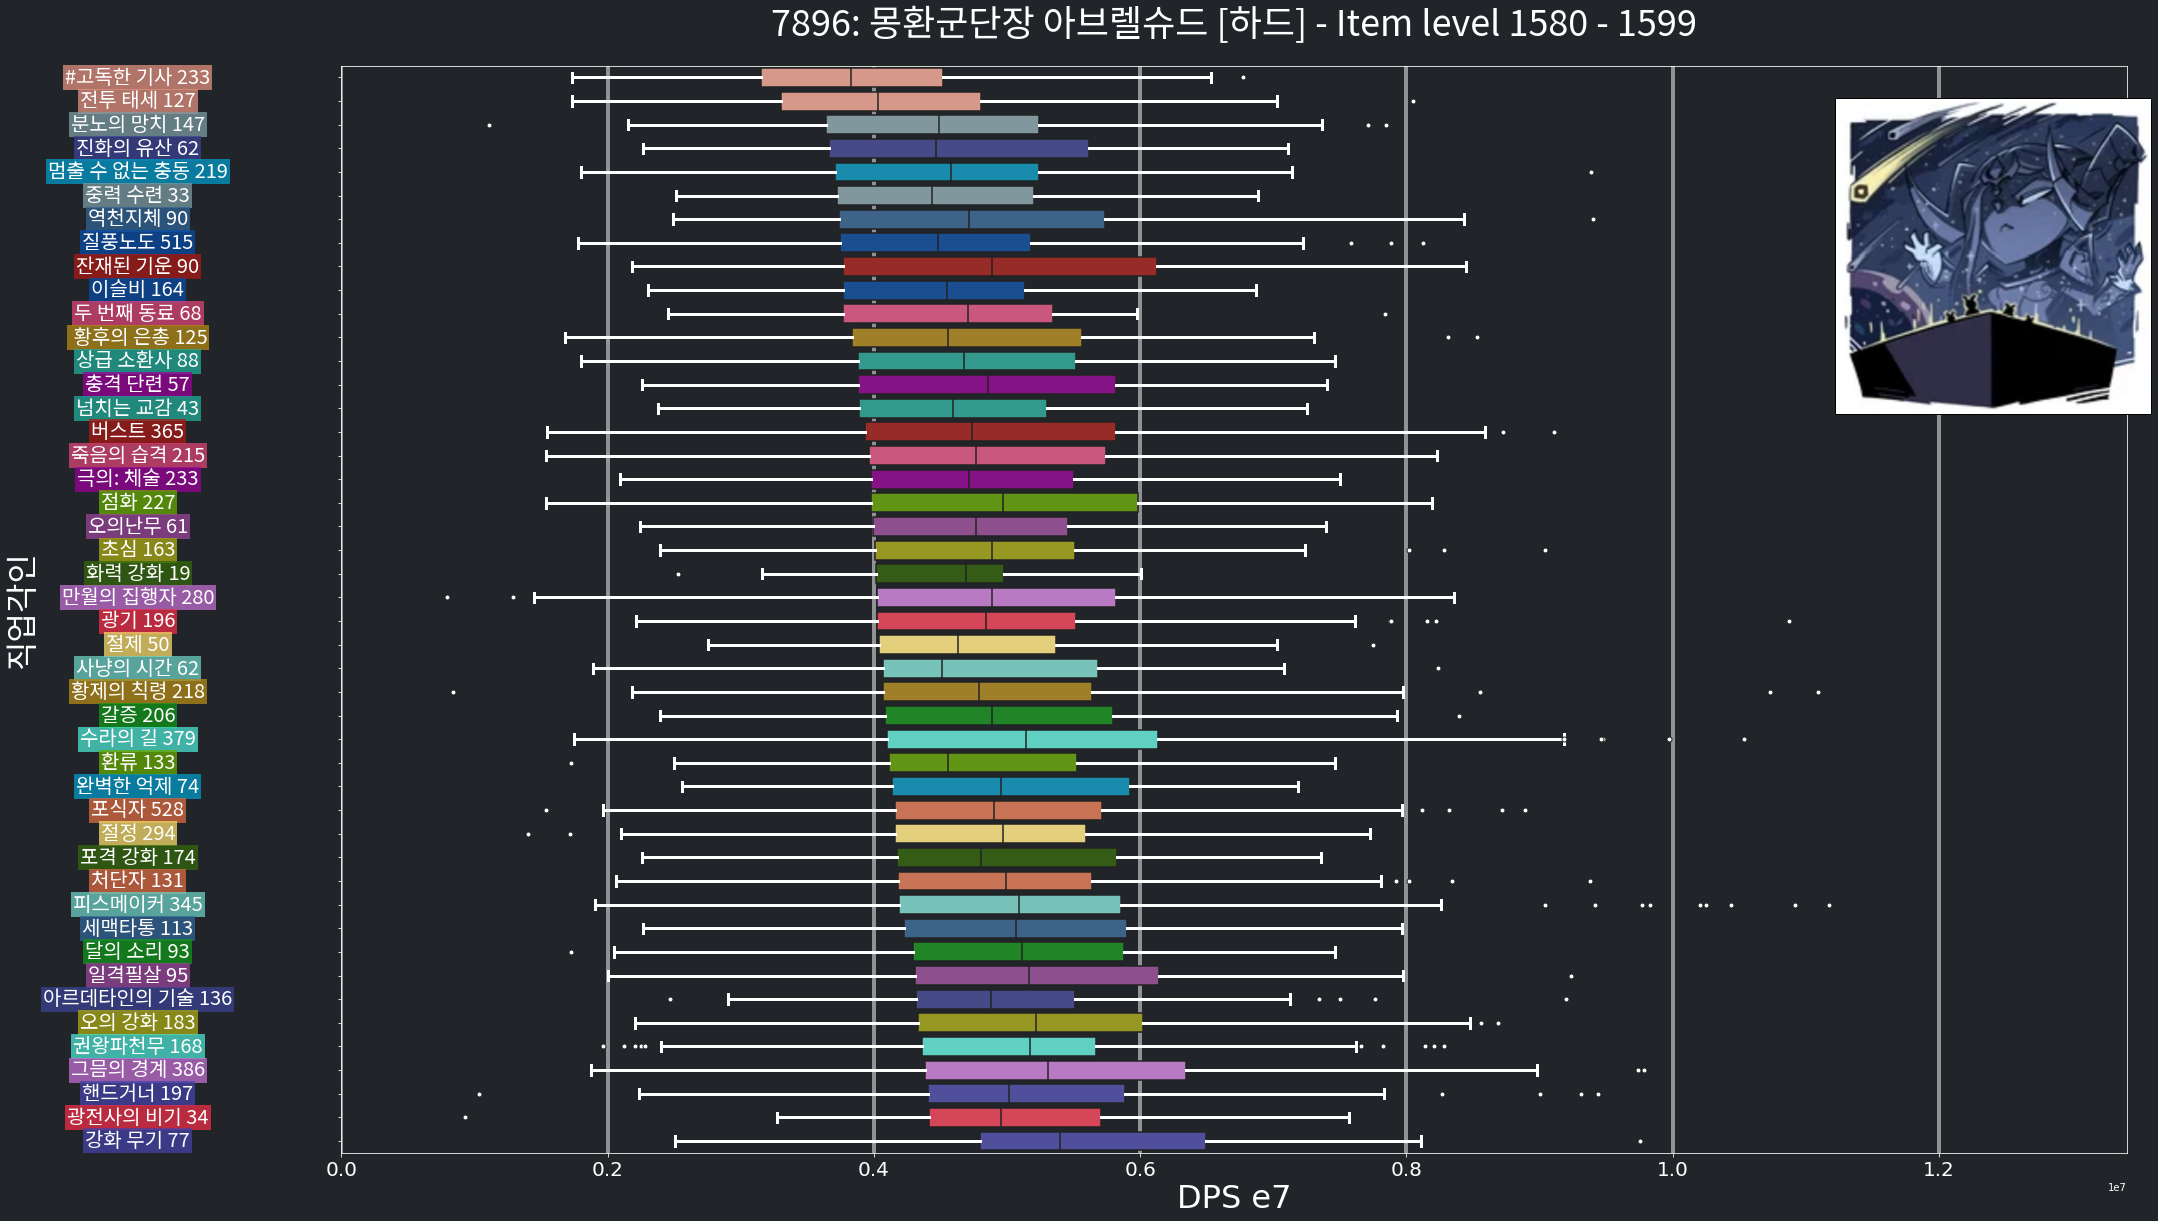 7896: 몽환군단장 아브렐슈드 [하드] - Item level 1580 - 1599
#고독한 기사 233
전투 태세 127
분노의 망치 147
진화의 유산 62
멈출 수 없는 충동 219
중력 수련 33
역천지체 90
질풍노도 515
잔재된 기운 90
이슬비 164
두 번째 동료 68
황후의 은총 125
상급 소환사 88
충격 단련 57
넘치는 교감 43
버스트 365
죽음의 습격 215
극의: 체술 233
점화 227
오의난무 61
초심 163
화력 강화 19
만월의 집행자 280
광기 196
절제 50
사냥의 시간 62
황제의 칙령 218
갈증 206
수라의 길 379
환류 133
완벽한 억제 74
포식자 528
절정 294
포격 강화 174
처단자 131
피스메이커 345
세맥타통 113
달의 소리 93
일격필살 95
아르데타인의 기술 136
오의 강화 183
권왕파천무 168
그믐의 경계 386
핸드거너 197
광전사의 비기 34
강화 무기 77
직업각인
0.0 0.2 0.4 0.6 0.8 1.0 1.2
1e7
DPS e7